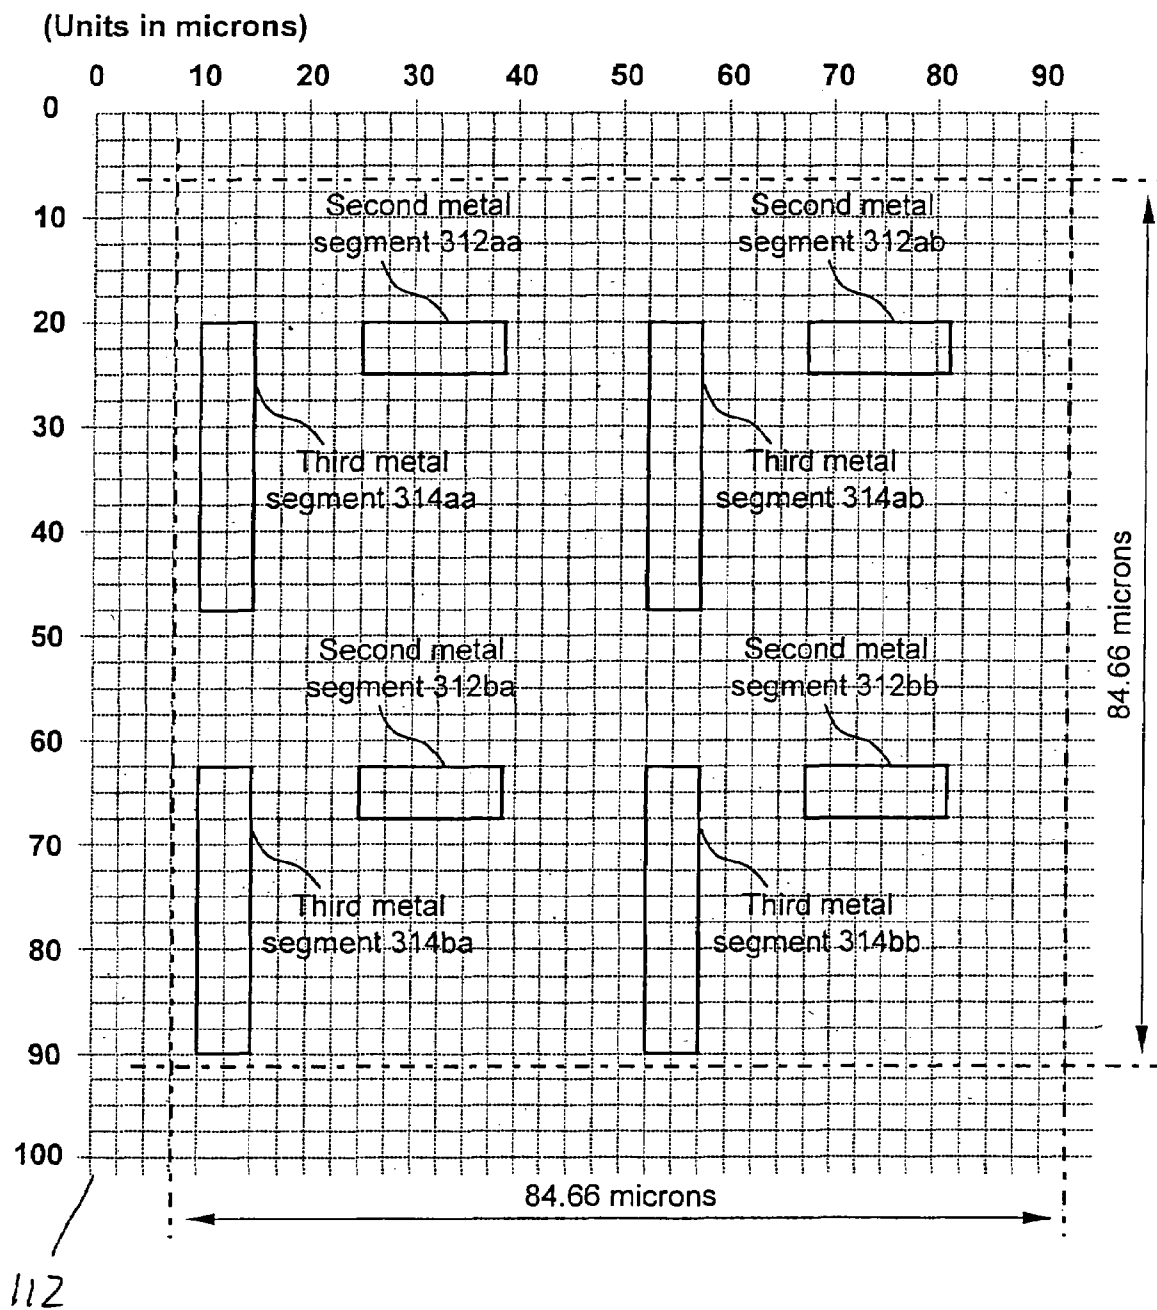 (Units in microns)
0 10 20 30 40 50 60 70 80 90
0
Second metal
segment 312aa
Second metal
segment 312ab
10
20
30
Third metal
segment 314aa
Third metal
segment 314ab
40
50
Second metal
segment 312ba
Second metal
segment 312bb
84.66 microns
60
70
Third metal
segment 314ba
Third metal
segment 314bb
80
90
100
84.66 microns
112